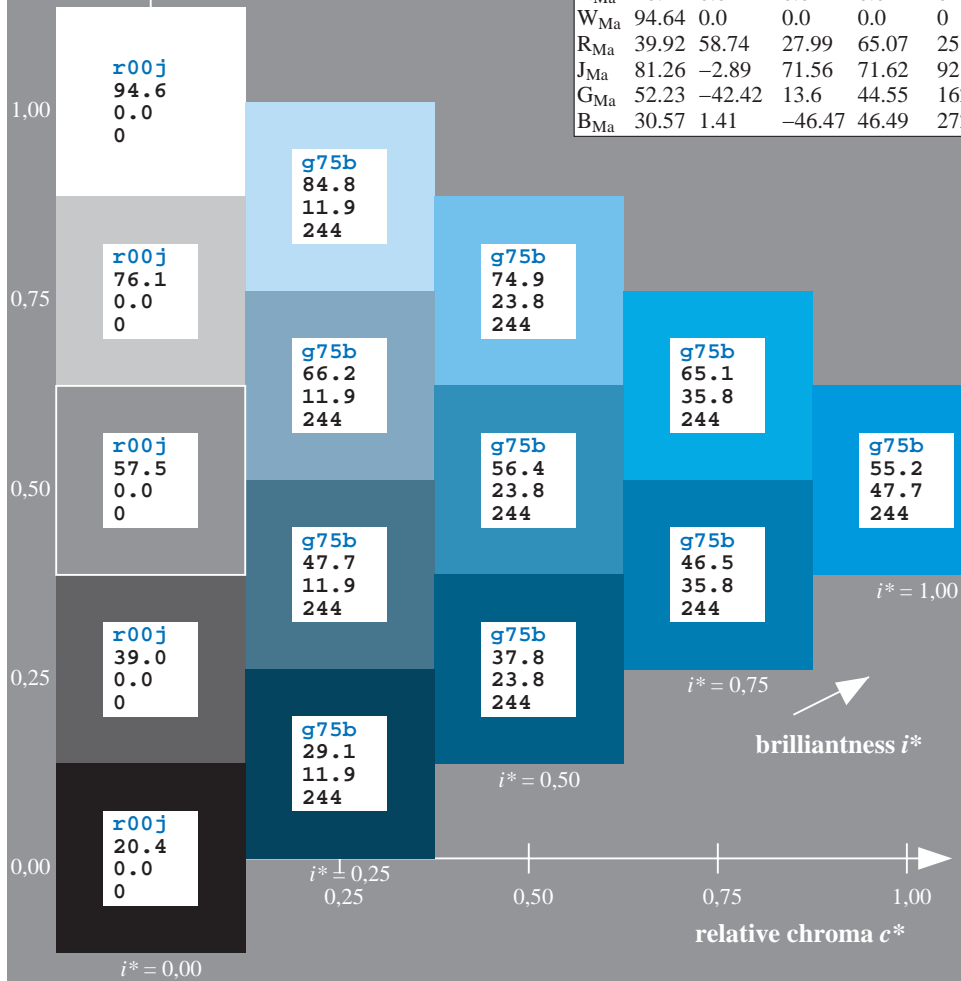 W_Ma 94.64 0.0 0.0 0.0 0
R_Ma 39.92 58.74 27.99 65.07 25
J_Ma 81.26 −2.89 71.56 71.62 92
G_Ma 52.23 −42.42 13.6 44.55
B_Ma 30.57 1.41 −46.47 46.49
1,00
r00j
94.6
0.0
0
g75b
84.8
11.9
244
0,75
r00j
76.1
0.0
0
g75b
74.9
23.8
244
g75b
66.2
11.9
244
g75b
65.1
35.8
244
0,50
r00j
57.5
0.0
0
g75b
56.4
23.8
244
g75b
55.2
47.7
244
i* = 1,00
g75b
47.7
11.9
244
g75b
46.5
35.8
244
i* = 0,75
0,25
r00j
39.0
0.0
0
g75b
37.8
23.8
244
i* = 0,50
brilliantness i*
g75b
29.1
11.9
244
i* = 0,25
0,00
r00j
20.4
0.0
0
i* = 0,00
0,25
0,50
0,75
1,00
relative chroma c*